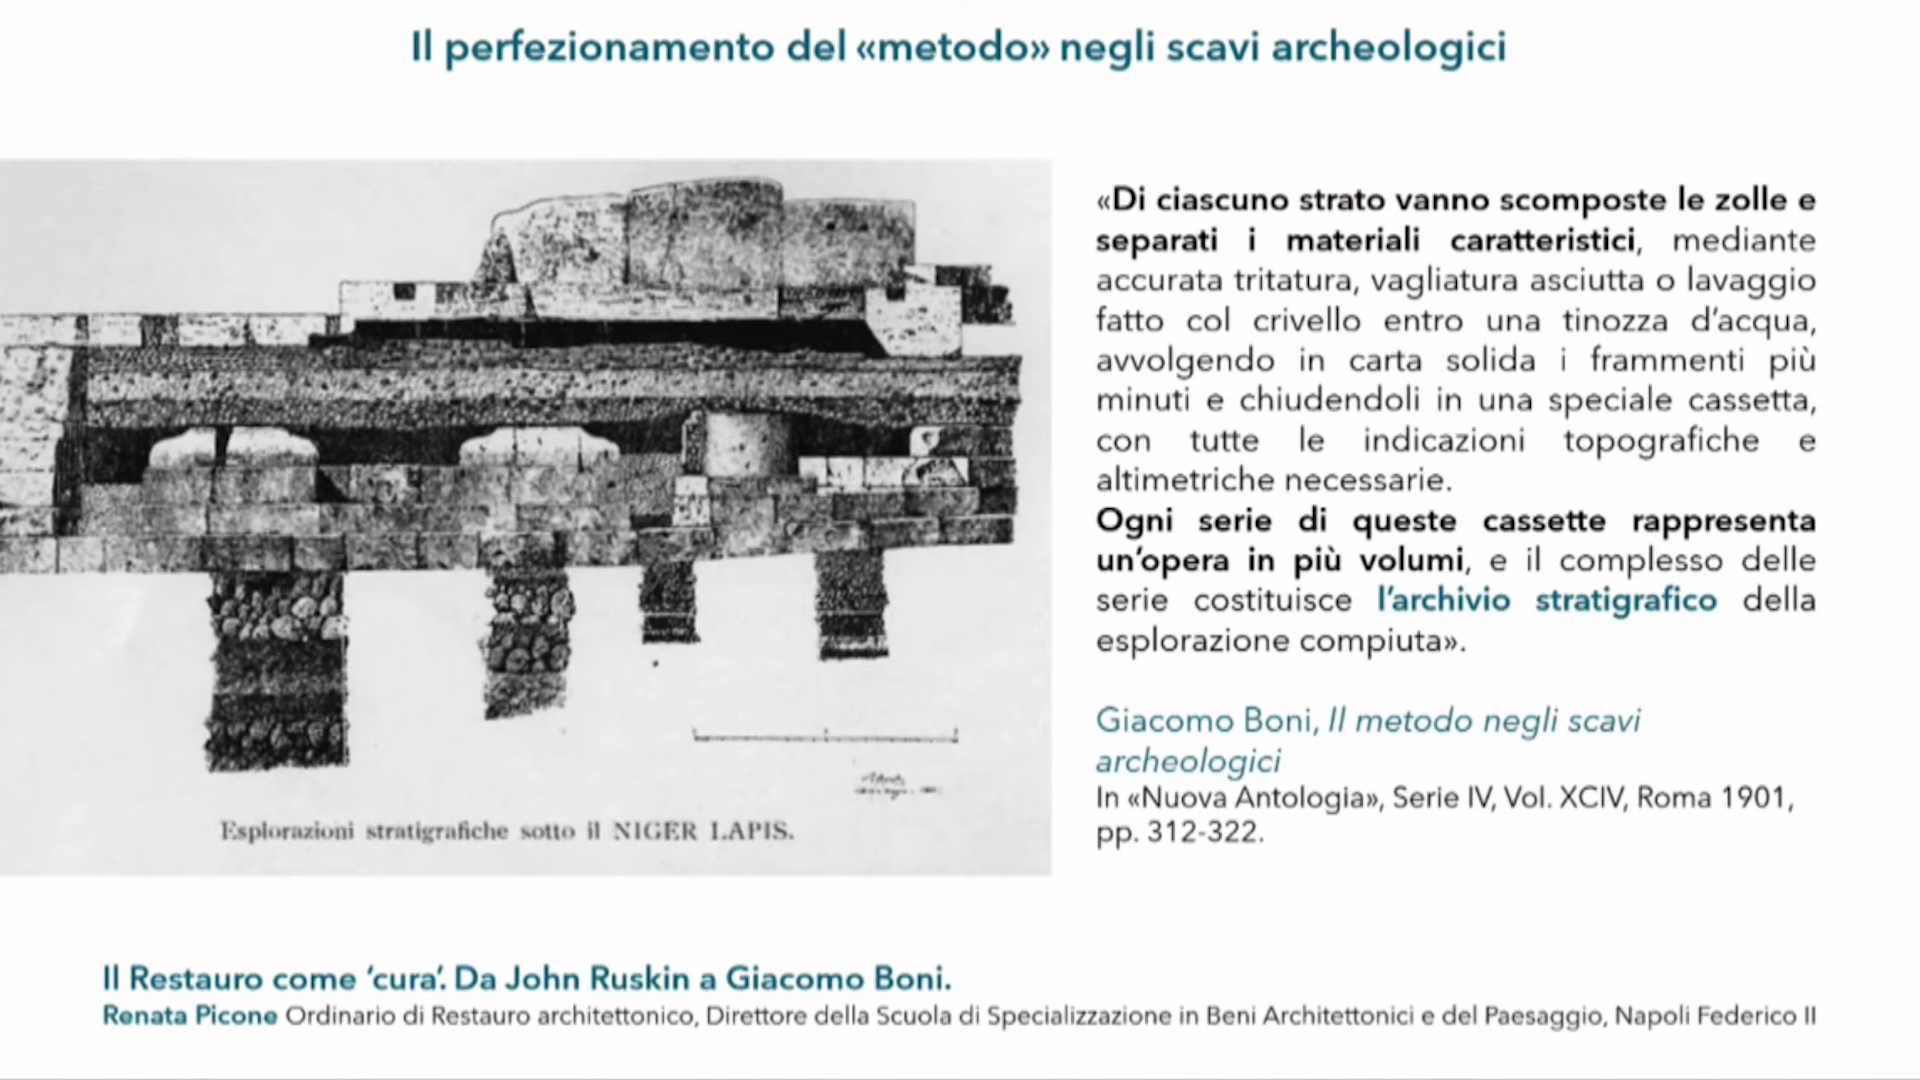 Il perfezionamento del «metodo» negli scavi archeologici
«Di ciascuno strato vanno scomposte le zolle e
separati i materiali caratteristici, mediante
accurata tritatura, vagliatura asciutta o lavaggio
fatto col crivello entro una tinozza d'acqua,
avvolgendo in carta solida i frammenti più
minuti e chiudendoli in una speciale cassetta,
con tutte le indicazioni topografiche e
altimetriche necessarie.
Ogni serie di queste cassette rappresenta
un'opera in più volumi, e il complesso delle
serie costituisce l'archivio stratigrafico della
esplorazione compiuta».
Giacomo Boni, Il metodo negli scavi
archeologici
In «Nuova Antologia», Serie IV, Vol. XCIV, Roma 1901,
pp. 312-322.
Esplorazioni stratigrafiche sotto il NIGER LAPIS.
Il Restauro come 'cura'. Da John Ruskin a Giacomo Boni.
Renata Picone Ordinario di Restauro architettonico, Direttore della Scuola di Specializzazione in Beni Architettonici e del Paesaggio, Napoli Federico II